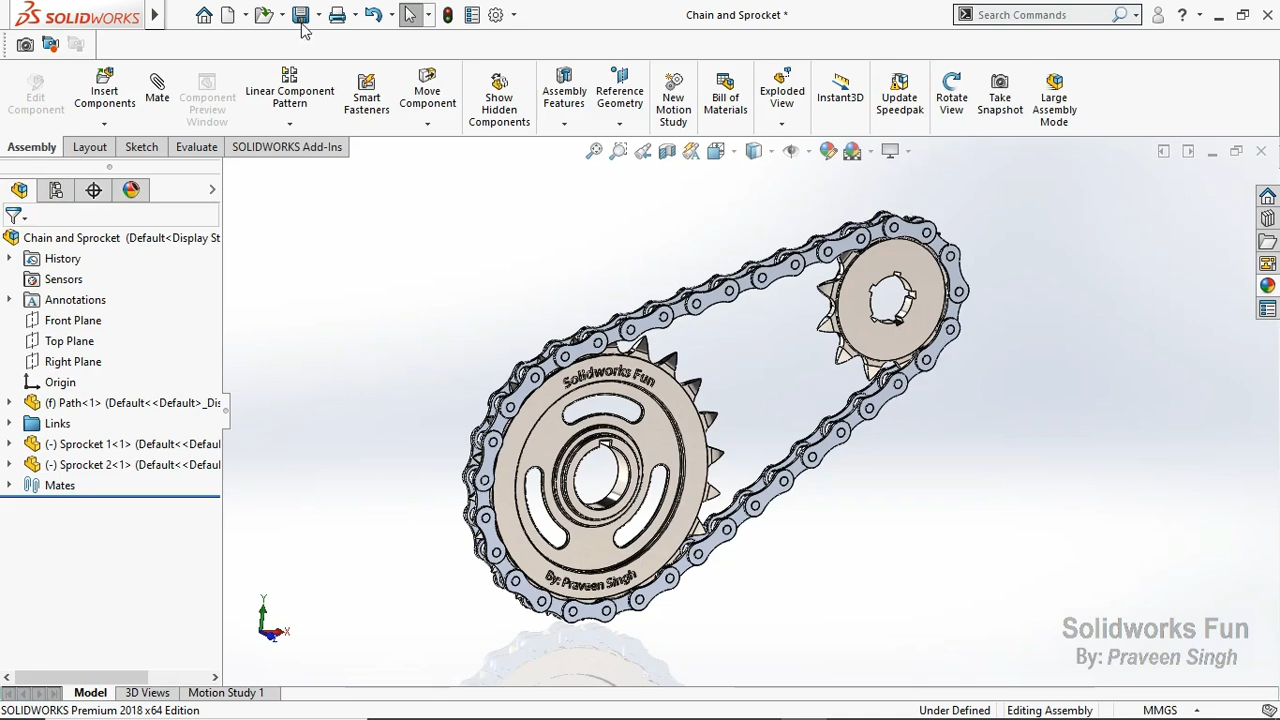 SOLIDWORKS
Chain and Sprocket *
Search Commands
?
Edit Component
Insert Components
Mate
Component Preview Window
Linear Component Pattern
Smart Fasteners
Move Component
Show Hidden Components
Assembly Features
Reference Geometry
New Motion Study
Bill of Materials
Exploded View
Instant3D
Update Speedpak
Rotate View
Take Snapshot
Large Assembly Mode
Assembly
Layout
Sketch
Evaluate
SOLIDWORKS Add-Ins
Chain and Sprocket (Default<Display St
History
Sensors
Annotations
Front Plane
Top Plane
Right Plane
Origin
(f) Path<1> (Default<<Default>_Dis
Links
(-) Sprocket 1<1> (Default<<Defaul
(-) Sprocket 2<1> (Default<<Defaul
Mates
Solidworks Fun
By: Praveen Singh
Y
X
Z
Solidworks Fun
By: Praveen Singh
Model
3D Views
Motion Study 1
SOLIDWORKS Premium 2018 x64 Edition
Under Defined
Editing Assembly
MMGS